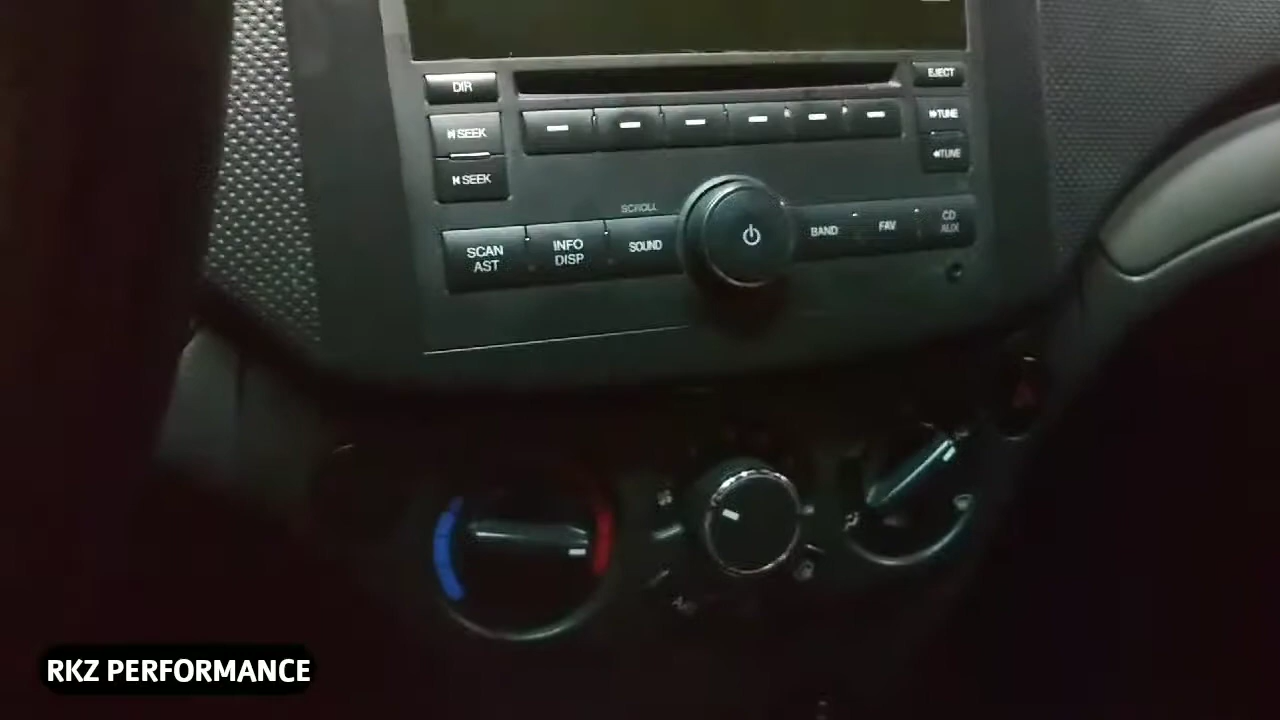 DIR
EJECT
SEEK
TUNE
SEEK
TUNE
SCROLL
SCAN
AST
INFO
DISP
SOUND
BAND
FAV
CD
AUX
RKZ PERFORMANCE